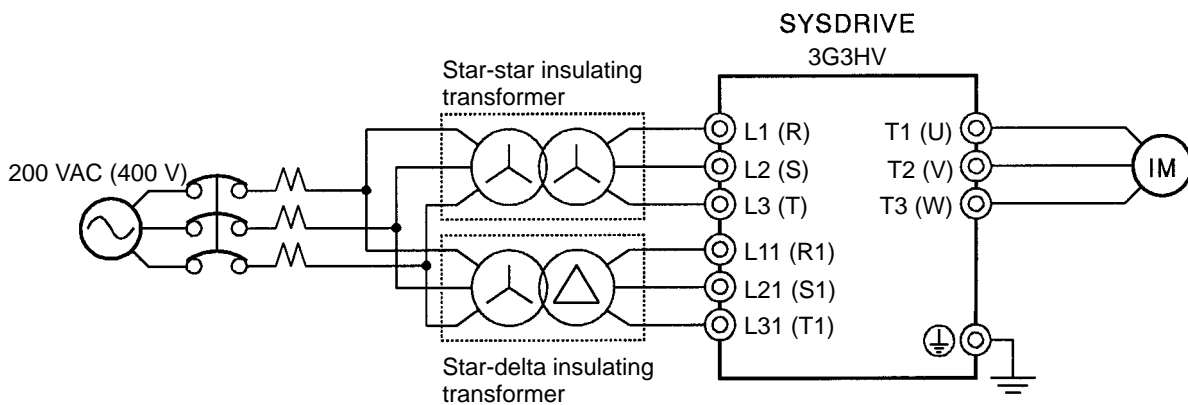 SYSDRIVE
3G3HV
Star-star insulating
transformer
L1 (R)
T1 (U)
L2 (S)
T2 (V)
200 VAC (400 V)
IM
L3 (T)
T3 (W)
L11 (R1)
L21 (S1)
L31 (T1)
Star-delta insulating
transformer